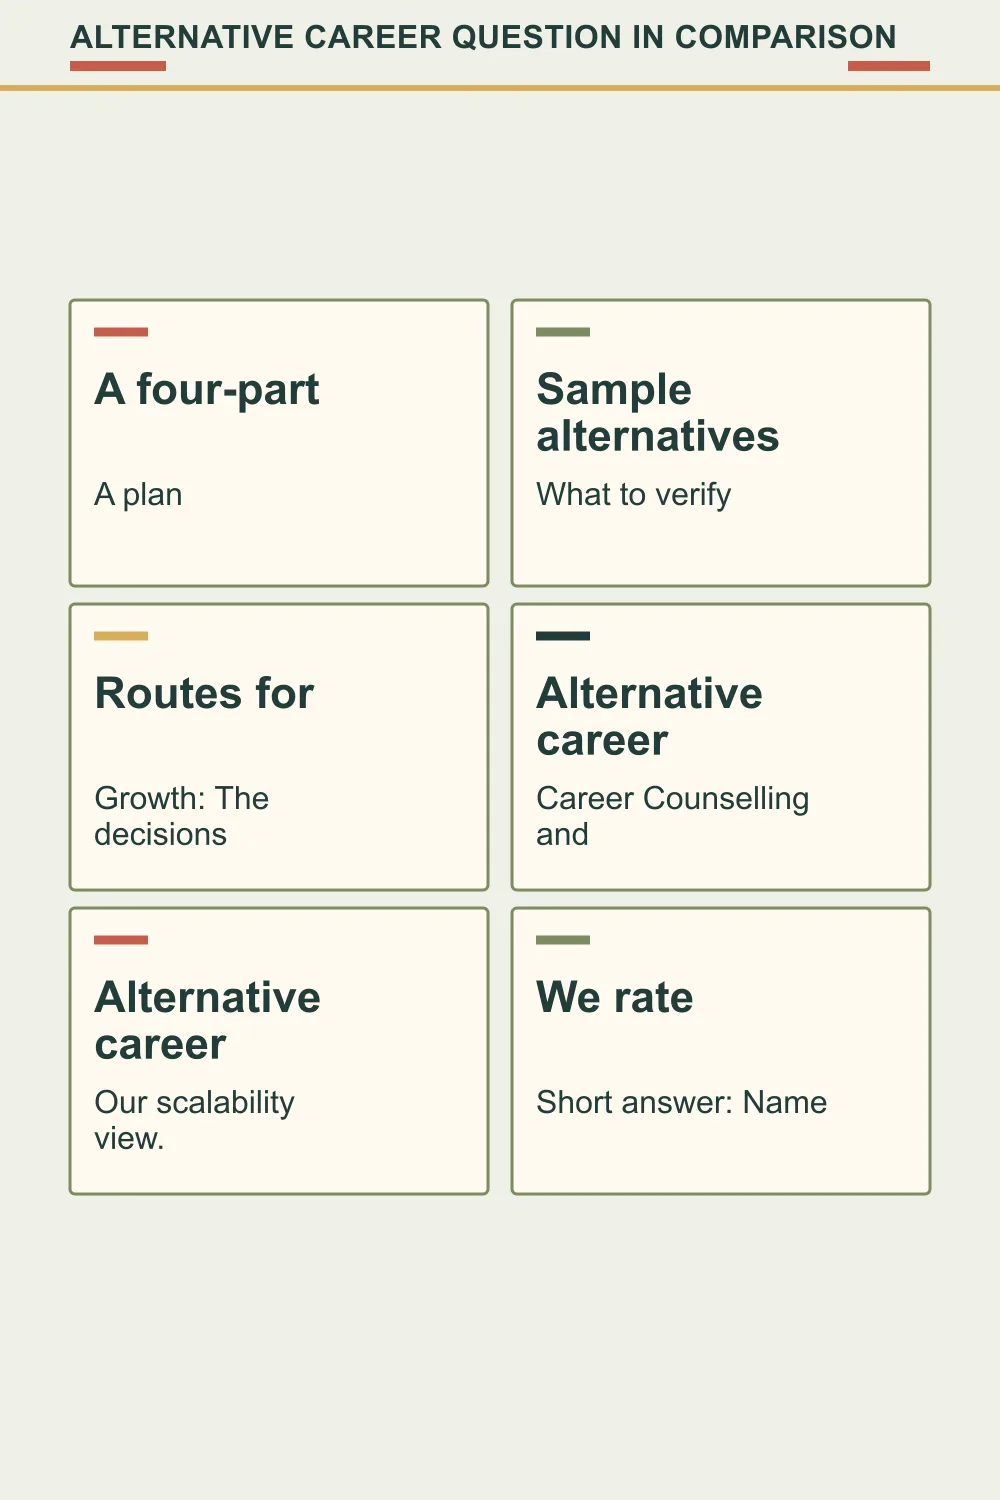 ALTERNATIVE CAREER QUESTION IN COMPARISON
A four-part
A plan
Sample
alternatives
What to verify
Routes for
Growth: The
decisions
Alternative
career
Career Counselling
and
Alternative
career
Our scalability
view.
We rate
Short answer: Name